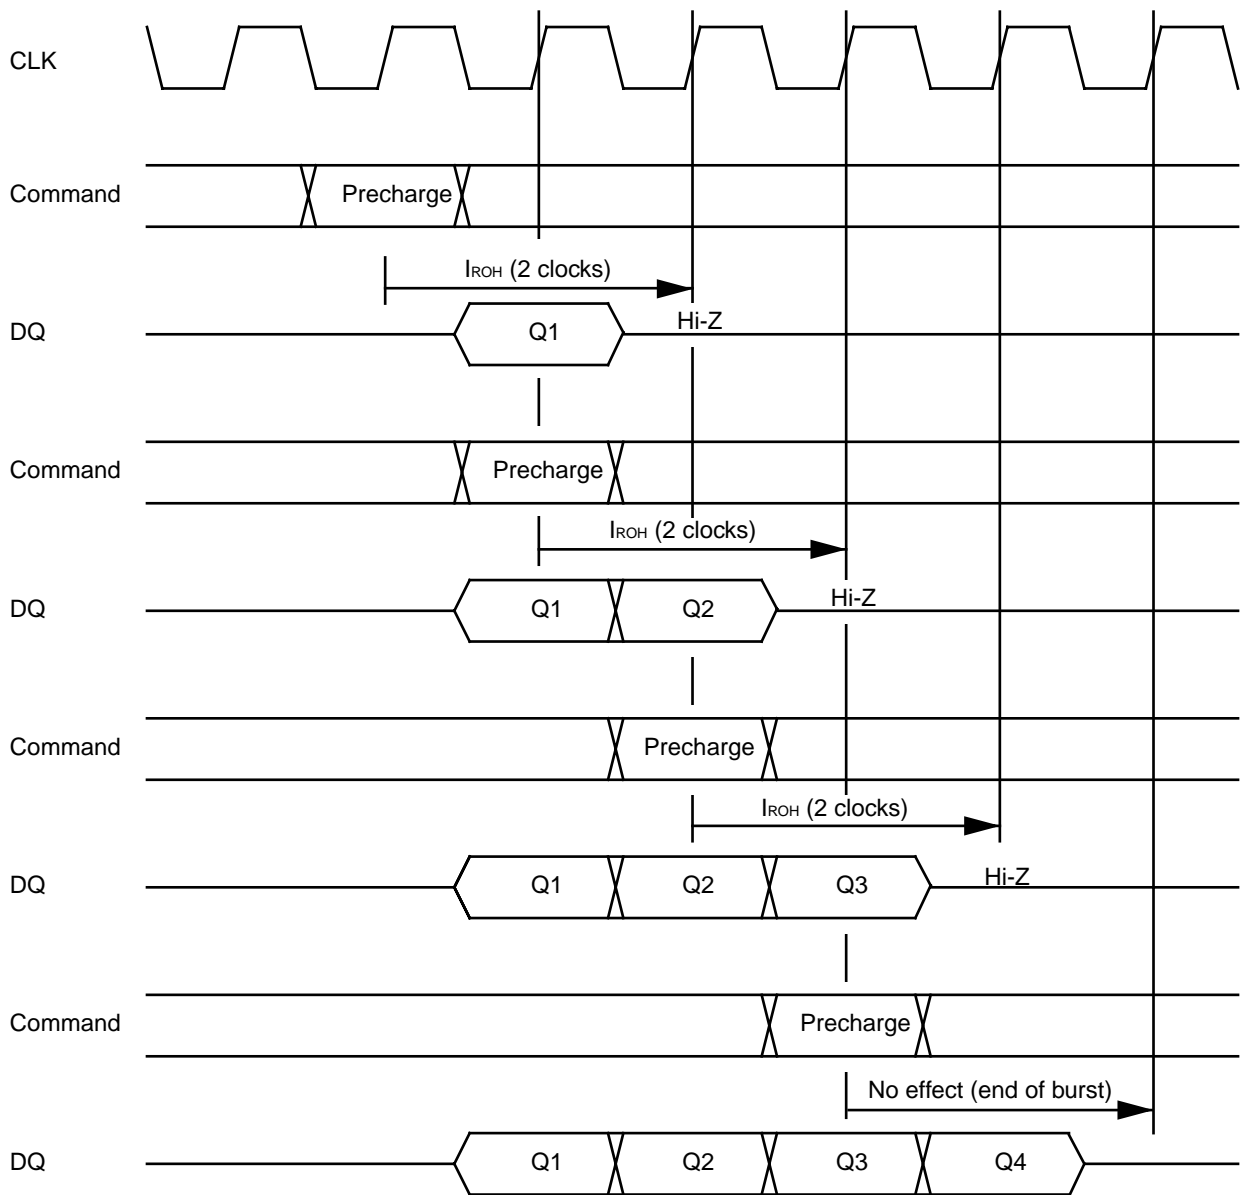 CLK
Command
Precharge
IROH (2 clocks)
DQ
Q1
Hi-Z
Command
Precharge
IROH (2 clocks)
DQ
Q1 Q2
Hi-Z
Command
Precharge
IROH (2 clocks)
DQ
Q1 Q2 Q3
Hi-Z
Command
Precharge
No effect (end of burst)
DQ
Q1 Q2 Q3 Q4